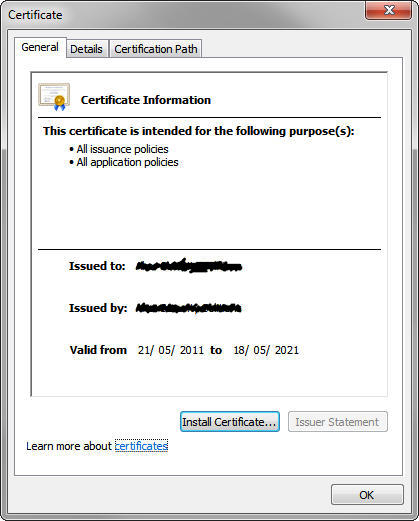 Certificate
General Details Certification Path
Certificate Information
This certificate is intended for the following purpose(s):
• All issuance policies
• All application policies
Issued to:
Issued by:
Valid from 21/ 05/ 2011 to 18/ 05/ 2021
Install Certificate... Issuer Statement
Learn more about certificates
OK